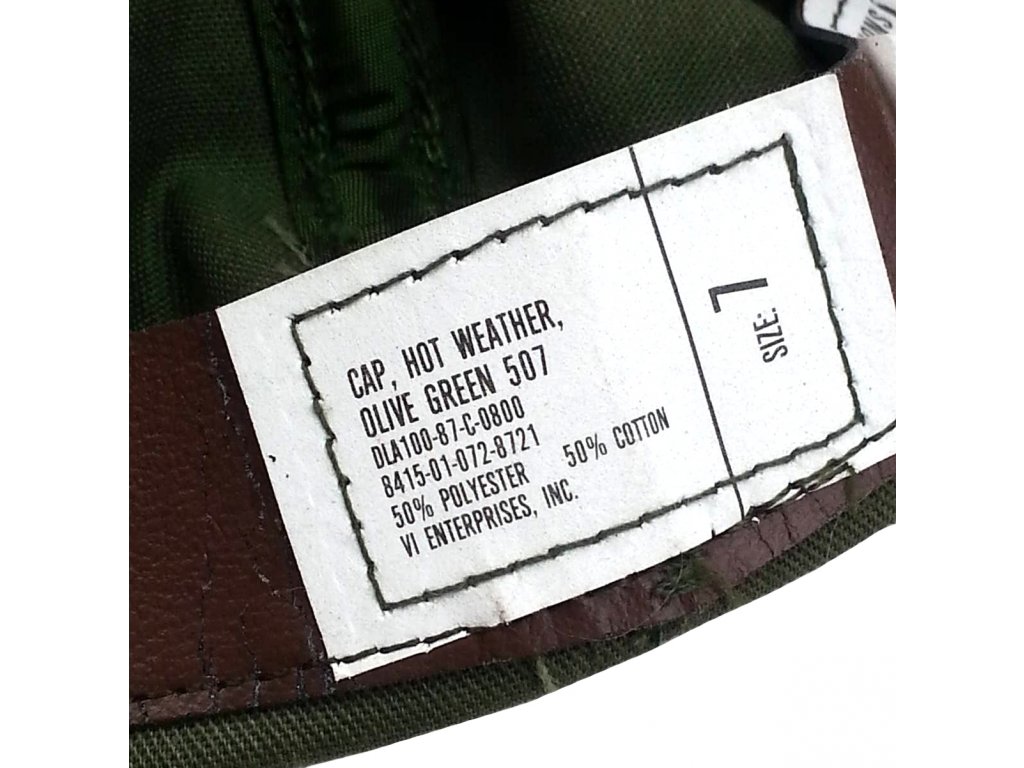 CAP, HOT WEATHER,
OLIVE GREEN 507
DLA100-87-C-0800
8415-01-072-8721
50% POLYESTER 50% COTTON
VI ENTERPRISES, INC.
SIZE: 7